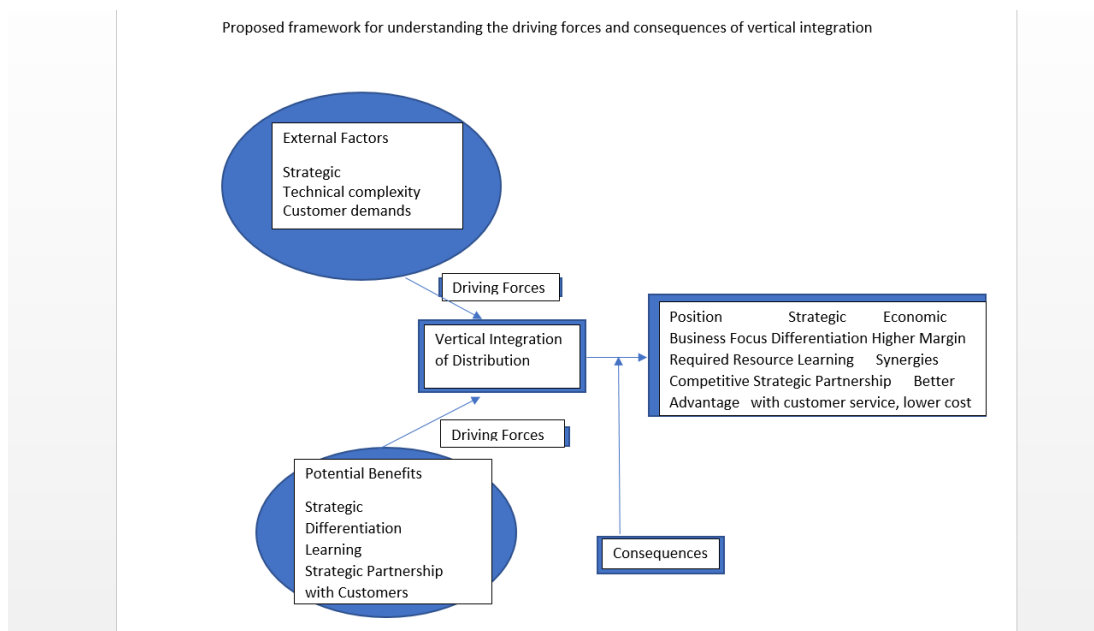 Proposed framework for understanding the driving forces and consequences of vertical integration
External Factors
Strategic
Technical complexity
Customer demands
Driving Forces
Vertical Integration
of Distribution
Position Strategic Economic
Business Focus Differentiation Higher Margin
Required Resource Learning Synergies
Competitive Strategic Partnership Better
Advantage with customer service, lower cost
Driving Forces
Potential Benefits
Strategic
Differentiation
Learning
Strategic Partnership
with Customers
Consequences